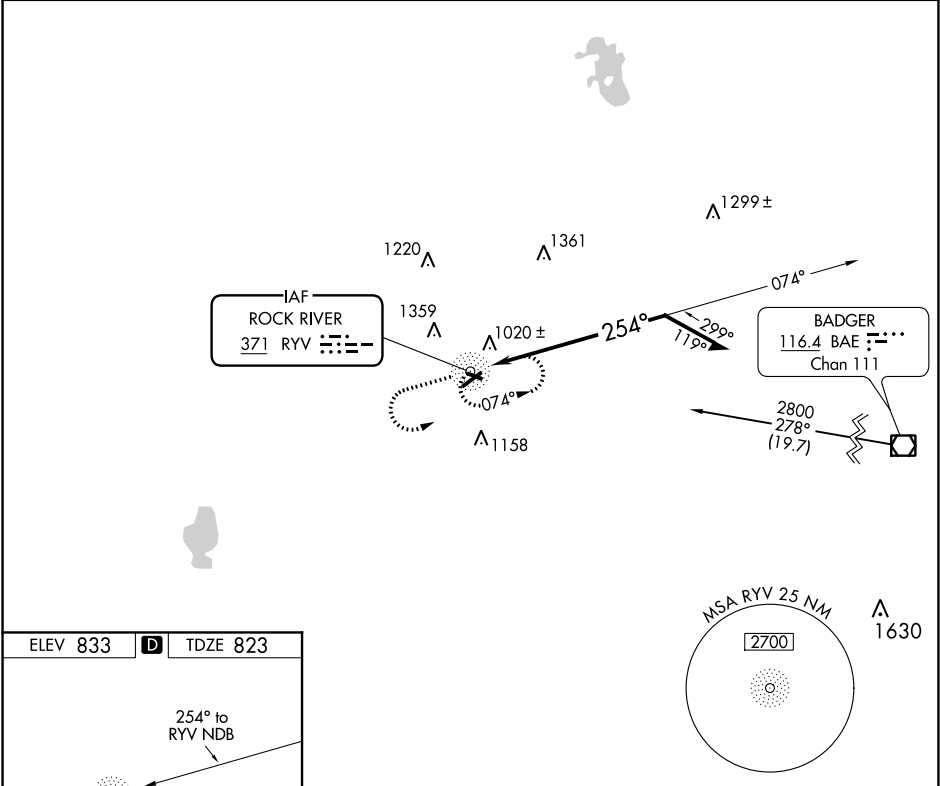 1299 ±
1220
1361
074°
IAF
ROCK RIVER
371 RYV
1359
1020 ±
254°
299°
119°
BADGER
116.4 BAE
Chan 111
074°
2800
278°
(19.7)
1158
MSA RYV 25 NM
2700
1630
ELEV 833 D TDZE 823
254° to
RYV NDB